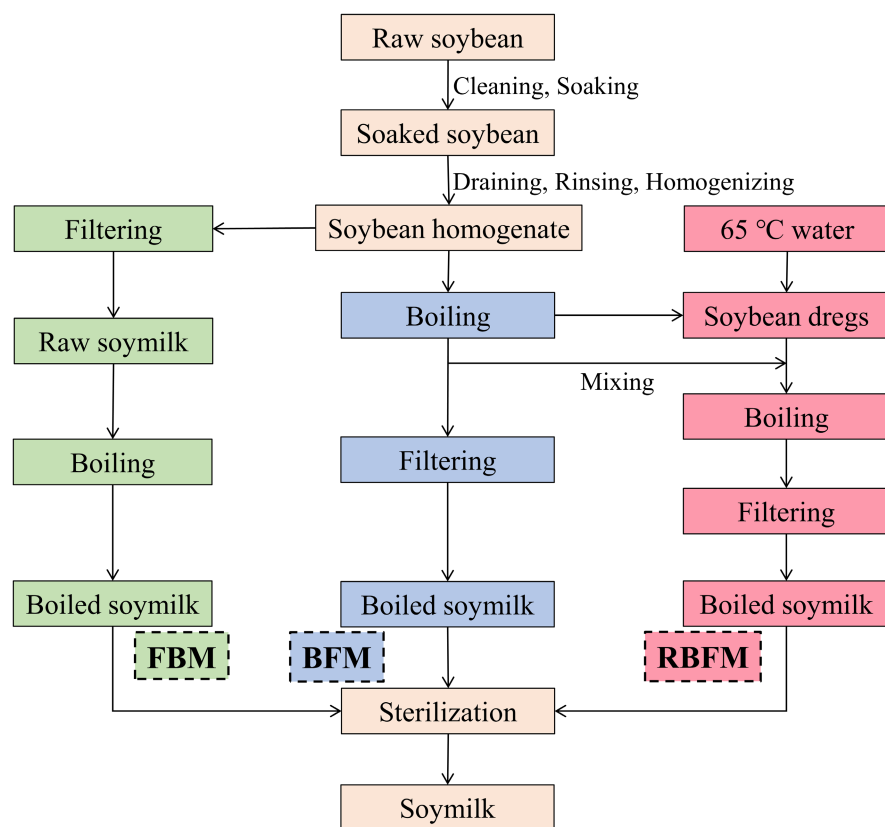 Raw soybean
Cleaning, Soaking
Soaked soybean
Draining, Rinsing, Homogenizing
Filtering
Soybean homogenate
65 ℃ water
Raw soymilk
Boiling
Soybean dregs
Mixing
Boiling
Boiling
Filtering
Filtering
Boiled soymilk
Boiled soymilk
Boiled soymilk
FBM
BFM
RBFM
Sterilization
Soymilk